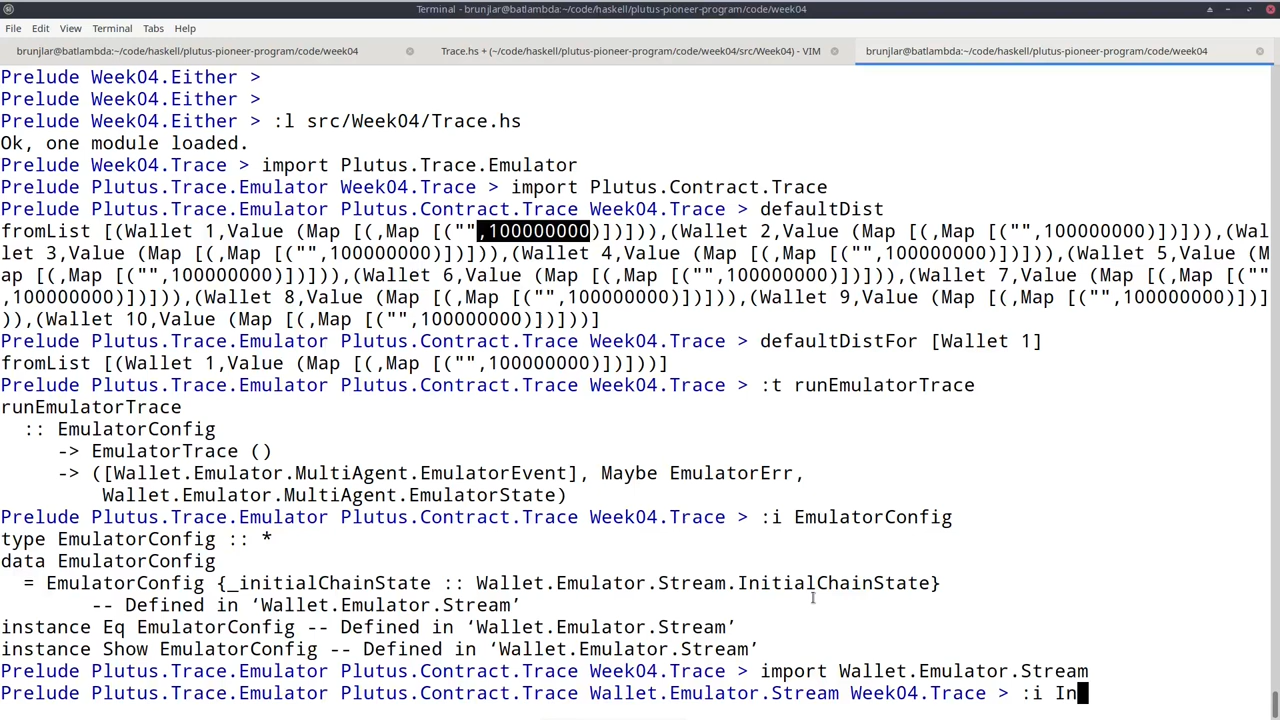 Terminal - brunjlar@batlambda:~/code/haskell/plutus-pioneer-program/code/week04
File Edit View Terminal Tabs Help
brunjlar@batlambda:~/code/haskell/plutus-pioneer-program/code/week04 Trace.hs + (~/code/haskell/plutus-pioneer-program/code/week04/src/Week04) - VIM brunjlar@batlambda:~/code/haskell/plutus-pioneer-program/code/week04
Prelude Week04.Either >
Prelude Week04.Either >
Prelude Week04.Either > :l src/Week04/Trace.hs
Ok, one module loaded.
Prelude Week04.Trace > import Plutus.Trace.Emulator
Prelude Plutus.Trace.Emulator Week04.Trace > import Plutus.Contract.Trace
Prelude Plutus.Trace.Emulator Plutus.Contract.Trace Week04.Trace > defaultDist
fromList [(Wallet 1,Value (Map [(,Map [("",100000000)])])),(Wallet 2,Value (Map [(,Map [("",100000000)])])),(Wal
let 3,Value (Map [(,Map [("",100000000)])])),(Wallet 4,Value (Map [(,Map [("",100000000)])])),(Wallet 5,Value (M
ap [(,Map [("",100000000)])])),(Wallet 6,Value (Map [(,Map [("",100000000)])])),(Wallet 7,Value (Map [(,Map [(""
,100000000)])])),(Wallet 8,Value (Map [(,Map [("",100000000)])])),(Wallet 9,Value (Map [(,Map [("",100000000)])]
)),(Wallet 10,Value (Map [(,Map [("",100000000)])]))]
Prelude Plutus.Trace.Emulator Plutus.Contract.Trace Week04.Trace > defaultDistFor [Wallet 1]
fromList [(Wallet 1,Value (Map [(,Map [("",100000000)])]))]
Prelude Plutus.Trace.Emulator Plutus.Contract.Trace Week04.Trace > :t runEmulatorTrace
runEmulatorTrace
:: EmulatorConfig
-> EmulatorTrace ()
-> ([Wallet.Emulator.MultiAgent.EmulatorEvent], Maybe EmulatorErr,
Wallet.Emulator.MultiAgent.EmulatorState)
Prelude Plutus.Trace.Emulator Plutus.Contract.Trace Week04.Trace > :i EmulatorConfig
type EmulatorConfig :: *
data EmulatorConfig
= EmulatorConfig {_initialChainState :: Wallet.Emulator.Stream.InitialChainState}
-- Defined in ‘Wallet.Emulator.Stream’
instance Eq EmulatorConfig -- Defined in ‘Wallet.Emulator.Stream’
instance Show EmulatorConfig -- Defined in ‘Wallet.Emulator.Stream’
Prelude Plutus.Trace.Emulator Plutus.Contract.Trace Week04.Trace > import Wallet.Emulator.Stream
Prelude Plutus.Trace.Emulator Plutus.Contract.Trace Wallet.Emulator.Stream Week04.Trace > :i In